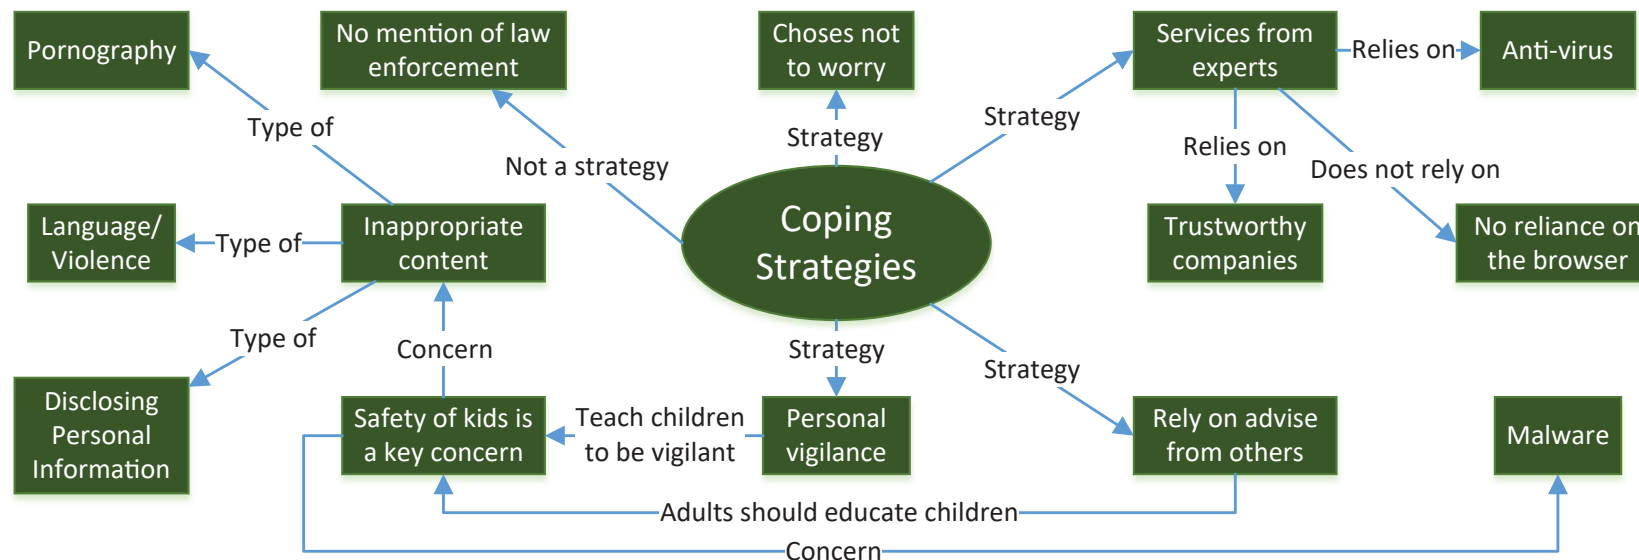 Pornography
No mention of law
enforcement
Choses not
to worry
Services from
experts
Relies on
Anti-virus
Type of
Strategy
Strategy
Not a strategy
Relies on
Does not rely on
Language/
Violence
Type of
Inappropriate
content
Coping
Strategies
Trustworthy
companies
No reliance on
the browser
Type of
Concern
Strategy
Strategy
Disclosing
Personal
Information
Safety of kids is
a key concern
Teach children
to be vigilant
Personal
vigilance
Rely on advise
from others
Malware
Adults should educate children
Concern